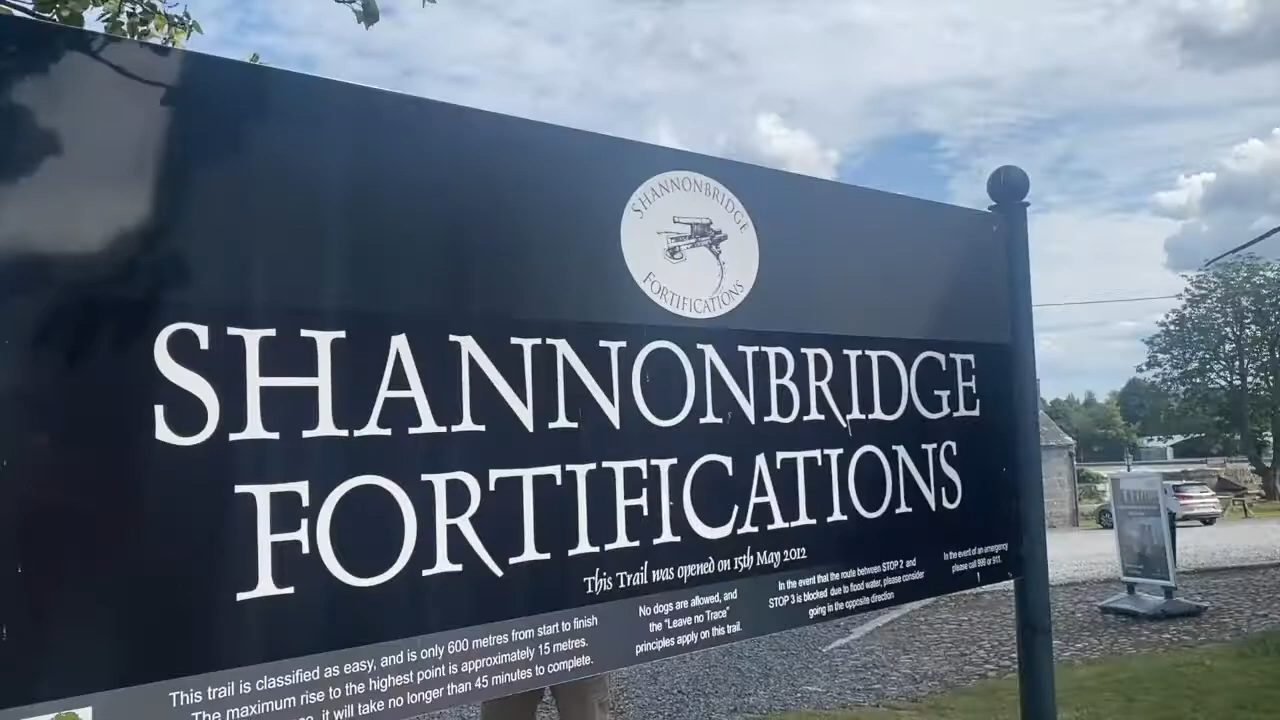 SHANNONBRIDGE
FORTIFICATIONS
SHANNONBRIDGE
FORTIFICATIONS
This Trail was opened on 15th May 2012
This trail is classified as easy, and is only 600 metres from start to finish
The maximum rise to the highest point is approximately 15 metres.
it will take no longer than 45 minutes to complete.
No dogs are allowed, and
the "Leave no Trace"
principles apply on this trail.
In the event that the route between STOP 2 and
STOP 3 is blocked due to flood water, please consider
going in the opposite direction
In the event of an emergency
please call 999 or 911.